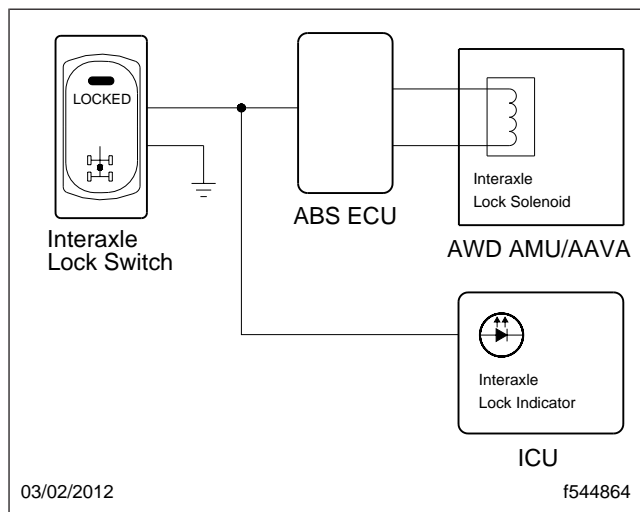 LOCKED
Interaxle
Lock Switch
ABS ECU
Interaxle
Lock Solenoid
AWD AMU/AAVA
Interaxle
Lock Indicator
ICU
03/02/2012
f544864